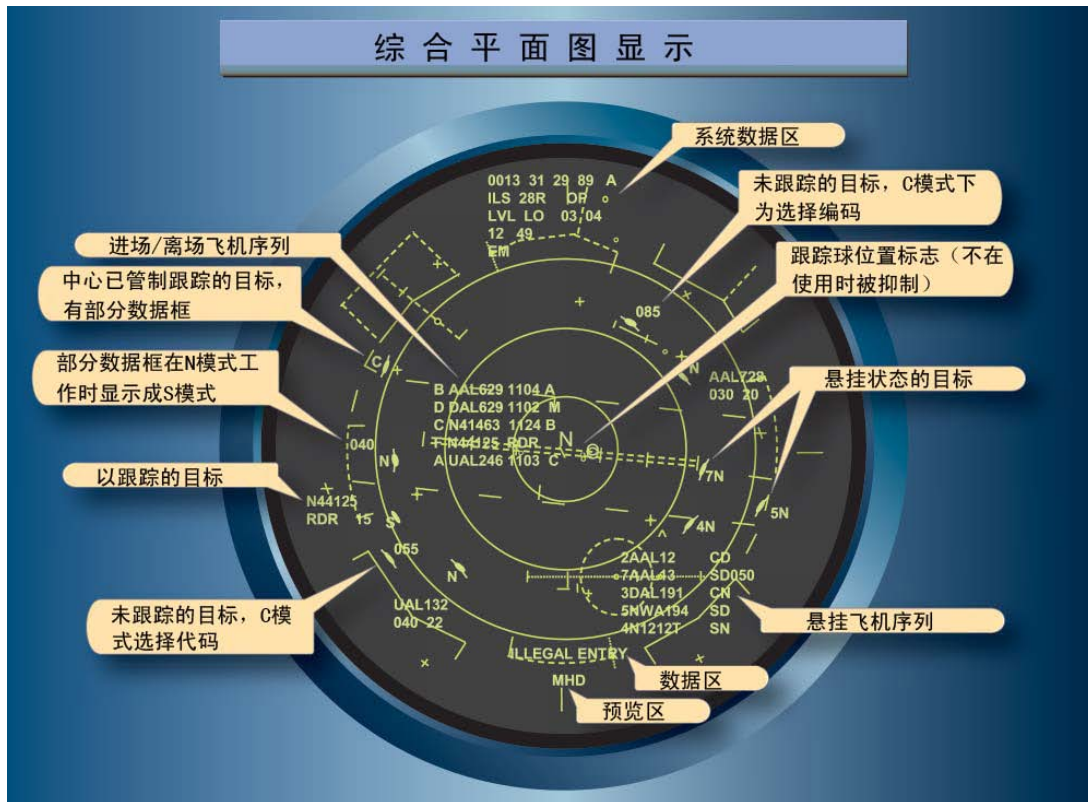 综合平面图显示
系统数据区
0013 31 29 89 A
ILS 28R OP
LVL LO 03 04
12 49
EM
未跟踪的目标，C模式下
为选择编码
进场/离场飞机序列
跟踪球位置标志（不在
使用时被抑制）
中心已管制跟踪的目标，
有部分数据框
085
C
N
AAL728
030 20
部分数据框在N模式工
作时显示成S模式
悬挂状态的目标
B AAL629 1104 A
D DAL629 1102 M
C N41463 1124 B
F N44125 RDR
A UAL246 1103 C
N
040
N
7N
以跟踪的目标
N44125
RDR 15
S
5N
4N
055
N
2AAL12 CD
7AAL43 SD050
3DAL191 CN
5NWA194 SD
4N1212T SN
UAL132
040 22
未跟踪的目标，C模
式选择代码
悬挂飞机序列
ILLEGAL ENTRY
数据区
MHD
预览区